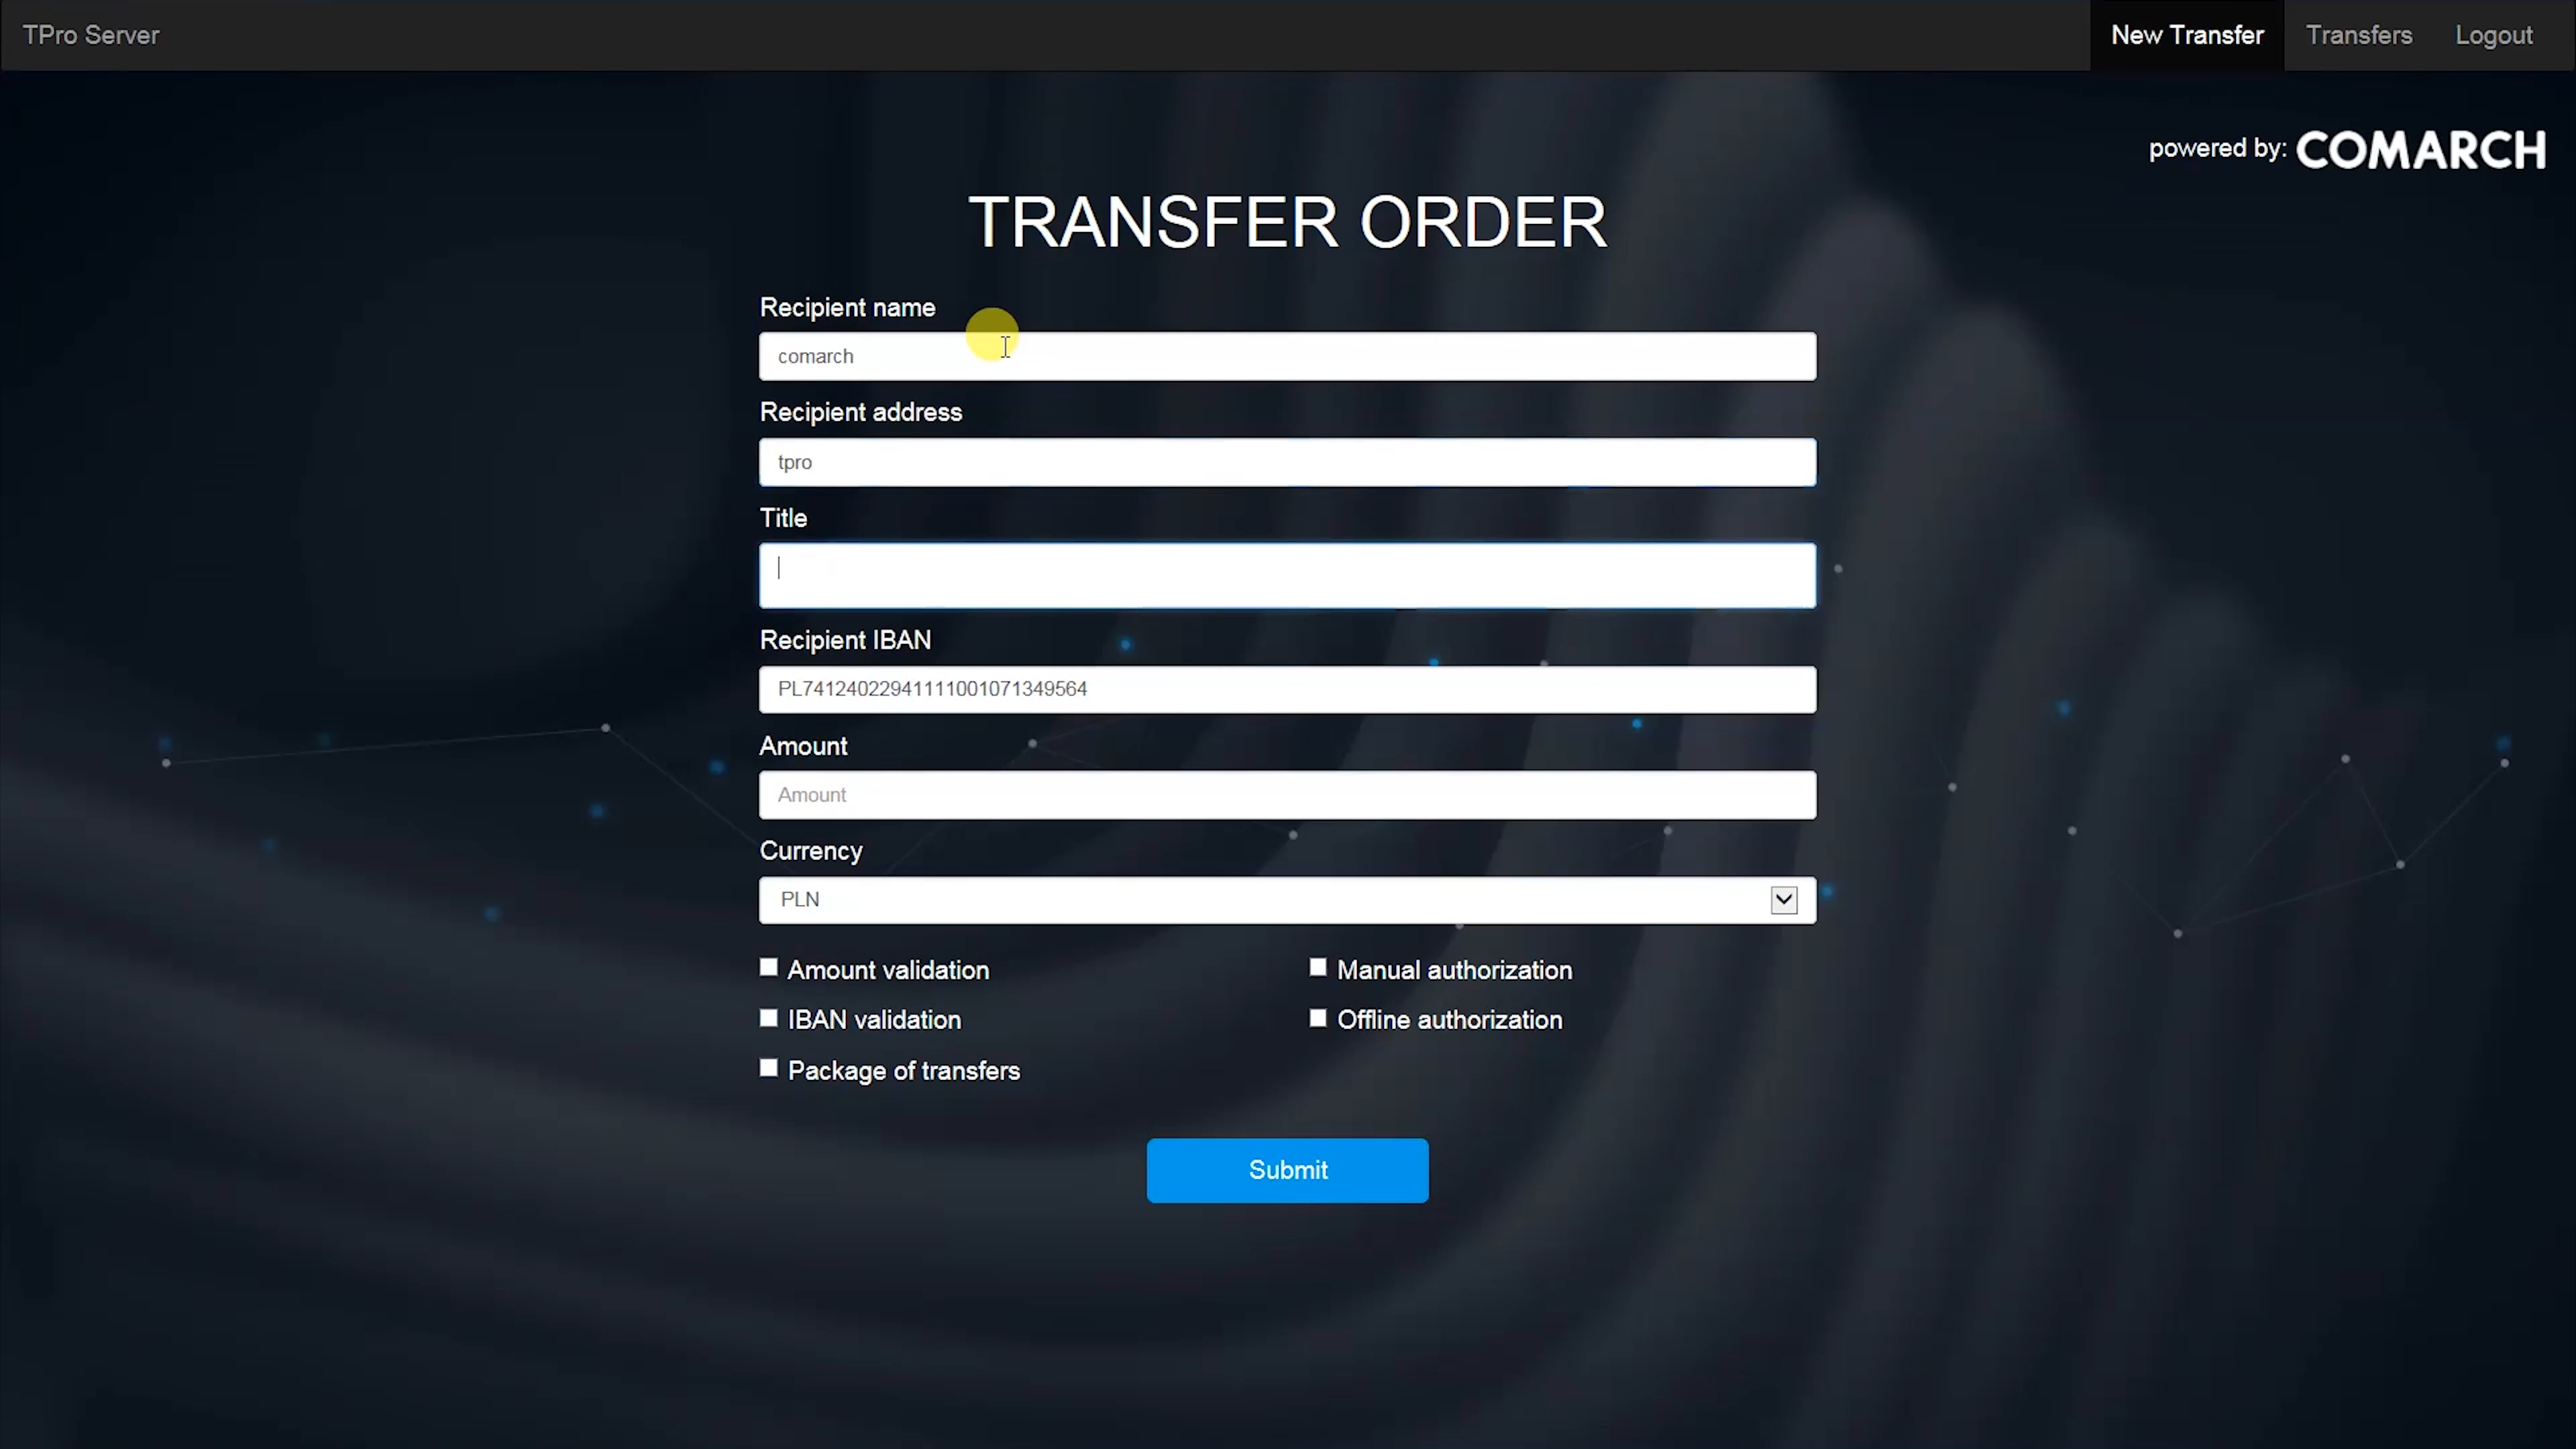 TPro Server
New Transfer
Transfers
Logout
powered by: COMARCH
TRANSFER ORDER
Recipient name
comarch
Recipient address
tpro
Title
Recipient IBAN
PL74124022941111001071349564
Amount
Amount
Currency
PLN
Amount validation
Manual authorization
IBAN validation
Offline authorization
Package of transfers
Submit